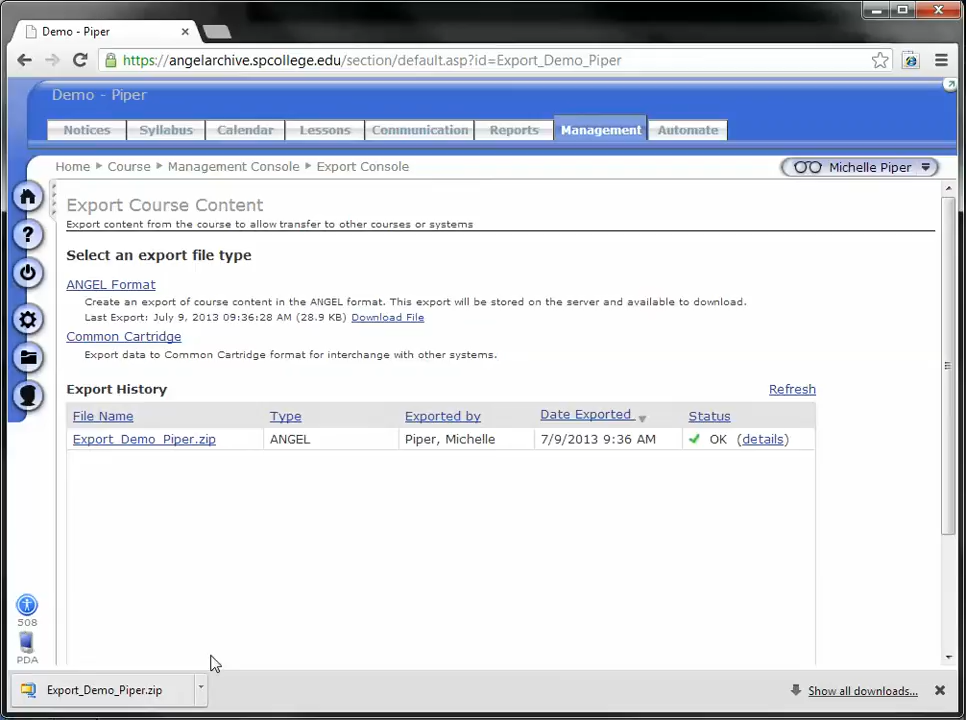 Demo - Piper
https://angelarchive.spcollege.edu/section/default.asp?id=Export_Demo_Piper
Demo - Piper
Notices Syllabus Calendar Lessons Communication Reports Management Automate
Home Course Management Console Export Console Michelle Piper
Export Course Content
Export content from the course to allow transfer to other courses or systems
Select an export file type
ANGEL Format
Create an export of course content in the ANGEL format. This export will be stored on the server and available to download.
Last Export: July 9, 2013 09:36:28 AM (28.9 KB) Download File
Common Cartridge
Export data to Common Cartridge format for interchange with other systems.
Export History Refresh
File Name Type Exported by Date Exported Status
Export_Demo_Piper.zip ANGEL Piper, Michelle 7/9/2013 9:36 AM OK (details)
508
PDA
Export_Demo_Piper.zip Show all downloads...